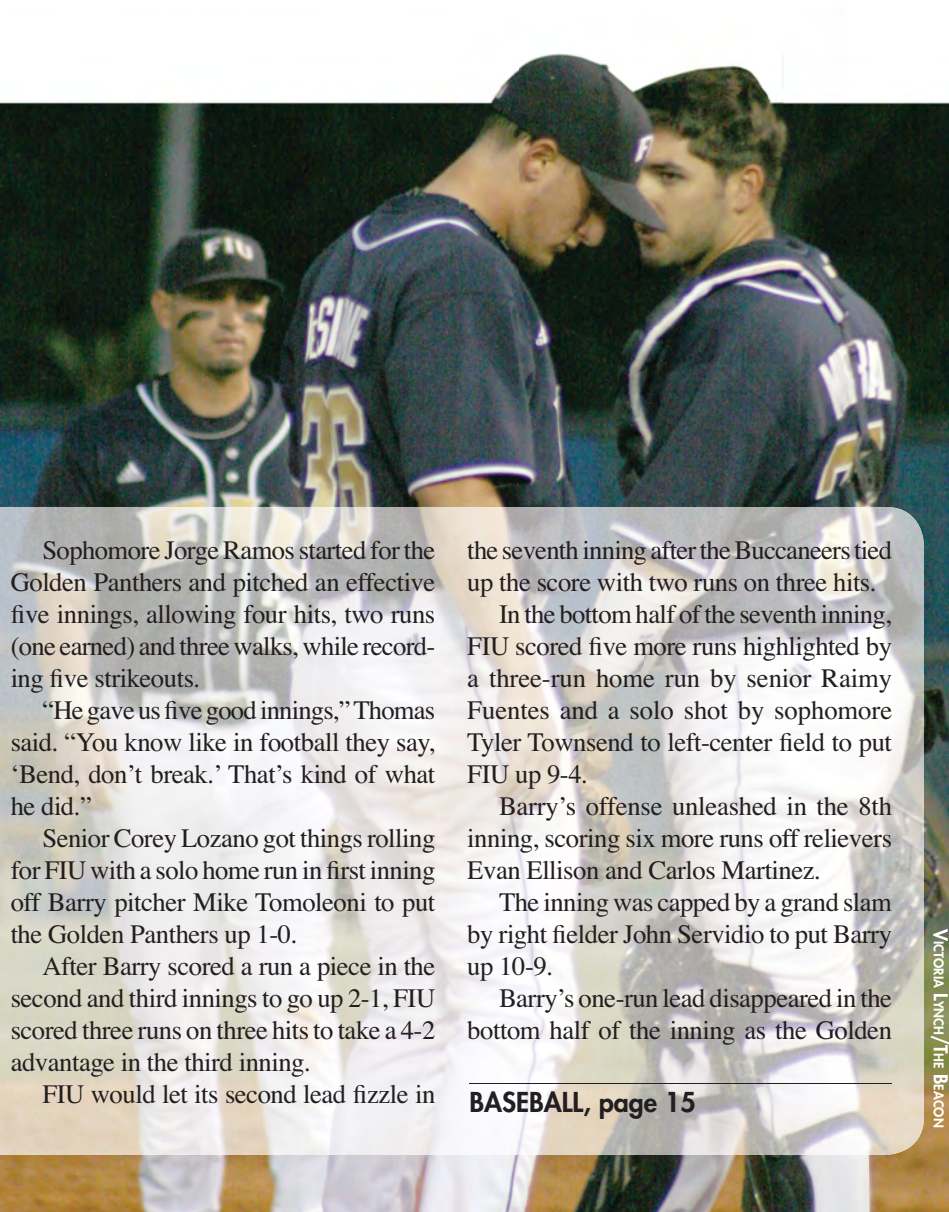 FIU
36
Sophomore Jorge Ramos started for the
Golden Panthers and pitched an effective
five innings, allowing four hits, two runs
(one earned) and three walks, while record-
ing five strikeouts.
“He gave us five good innings,” Thomas
said. “You know like in football they say,
‘Bend, don’t break.’ That’s kind of what
he did.”
Senior Corey Lozano got things rolling
for FIU with a solo home run in first inning
off Barry pitcher Mike Tomoleoni to put
the Golden Panthers up 1-0.
After Barry scored a run a piece in the
second and third innings to go up 2-1, FIU
scored three runs on three hits to take a 4-2
advantage in the third inning.
FIU would let its second lead fizzle in
the seventh inning after the Buccaneers tied
up the score with two runs on three hits.
In the bottom half of the seventh inning,
FIU scored five more runs highlighted by
a three-run home run by senior Raimy
Fuentes and a solo shot by sophomore
Tyler Townsend to left-center field to put
FIU up 9-4.
Barry’s offense unleashed in the 8th
inning, scoring six more runs off relievers
Evan Ellison and Carlos Martinez.
The inning was capped by a grand slam
by right fielder John Servidio to put Barry
up 10-9.
Barry’s one-run lead disappeared in the
bottom half of the inning as the Golden
BASEBALL, page 15
VICTORIA LYNCH/THE BEACON